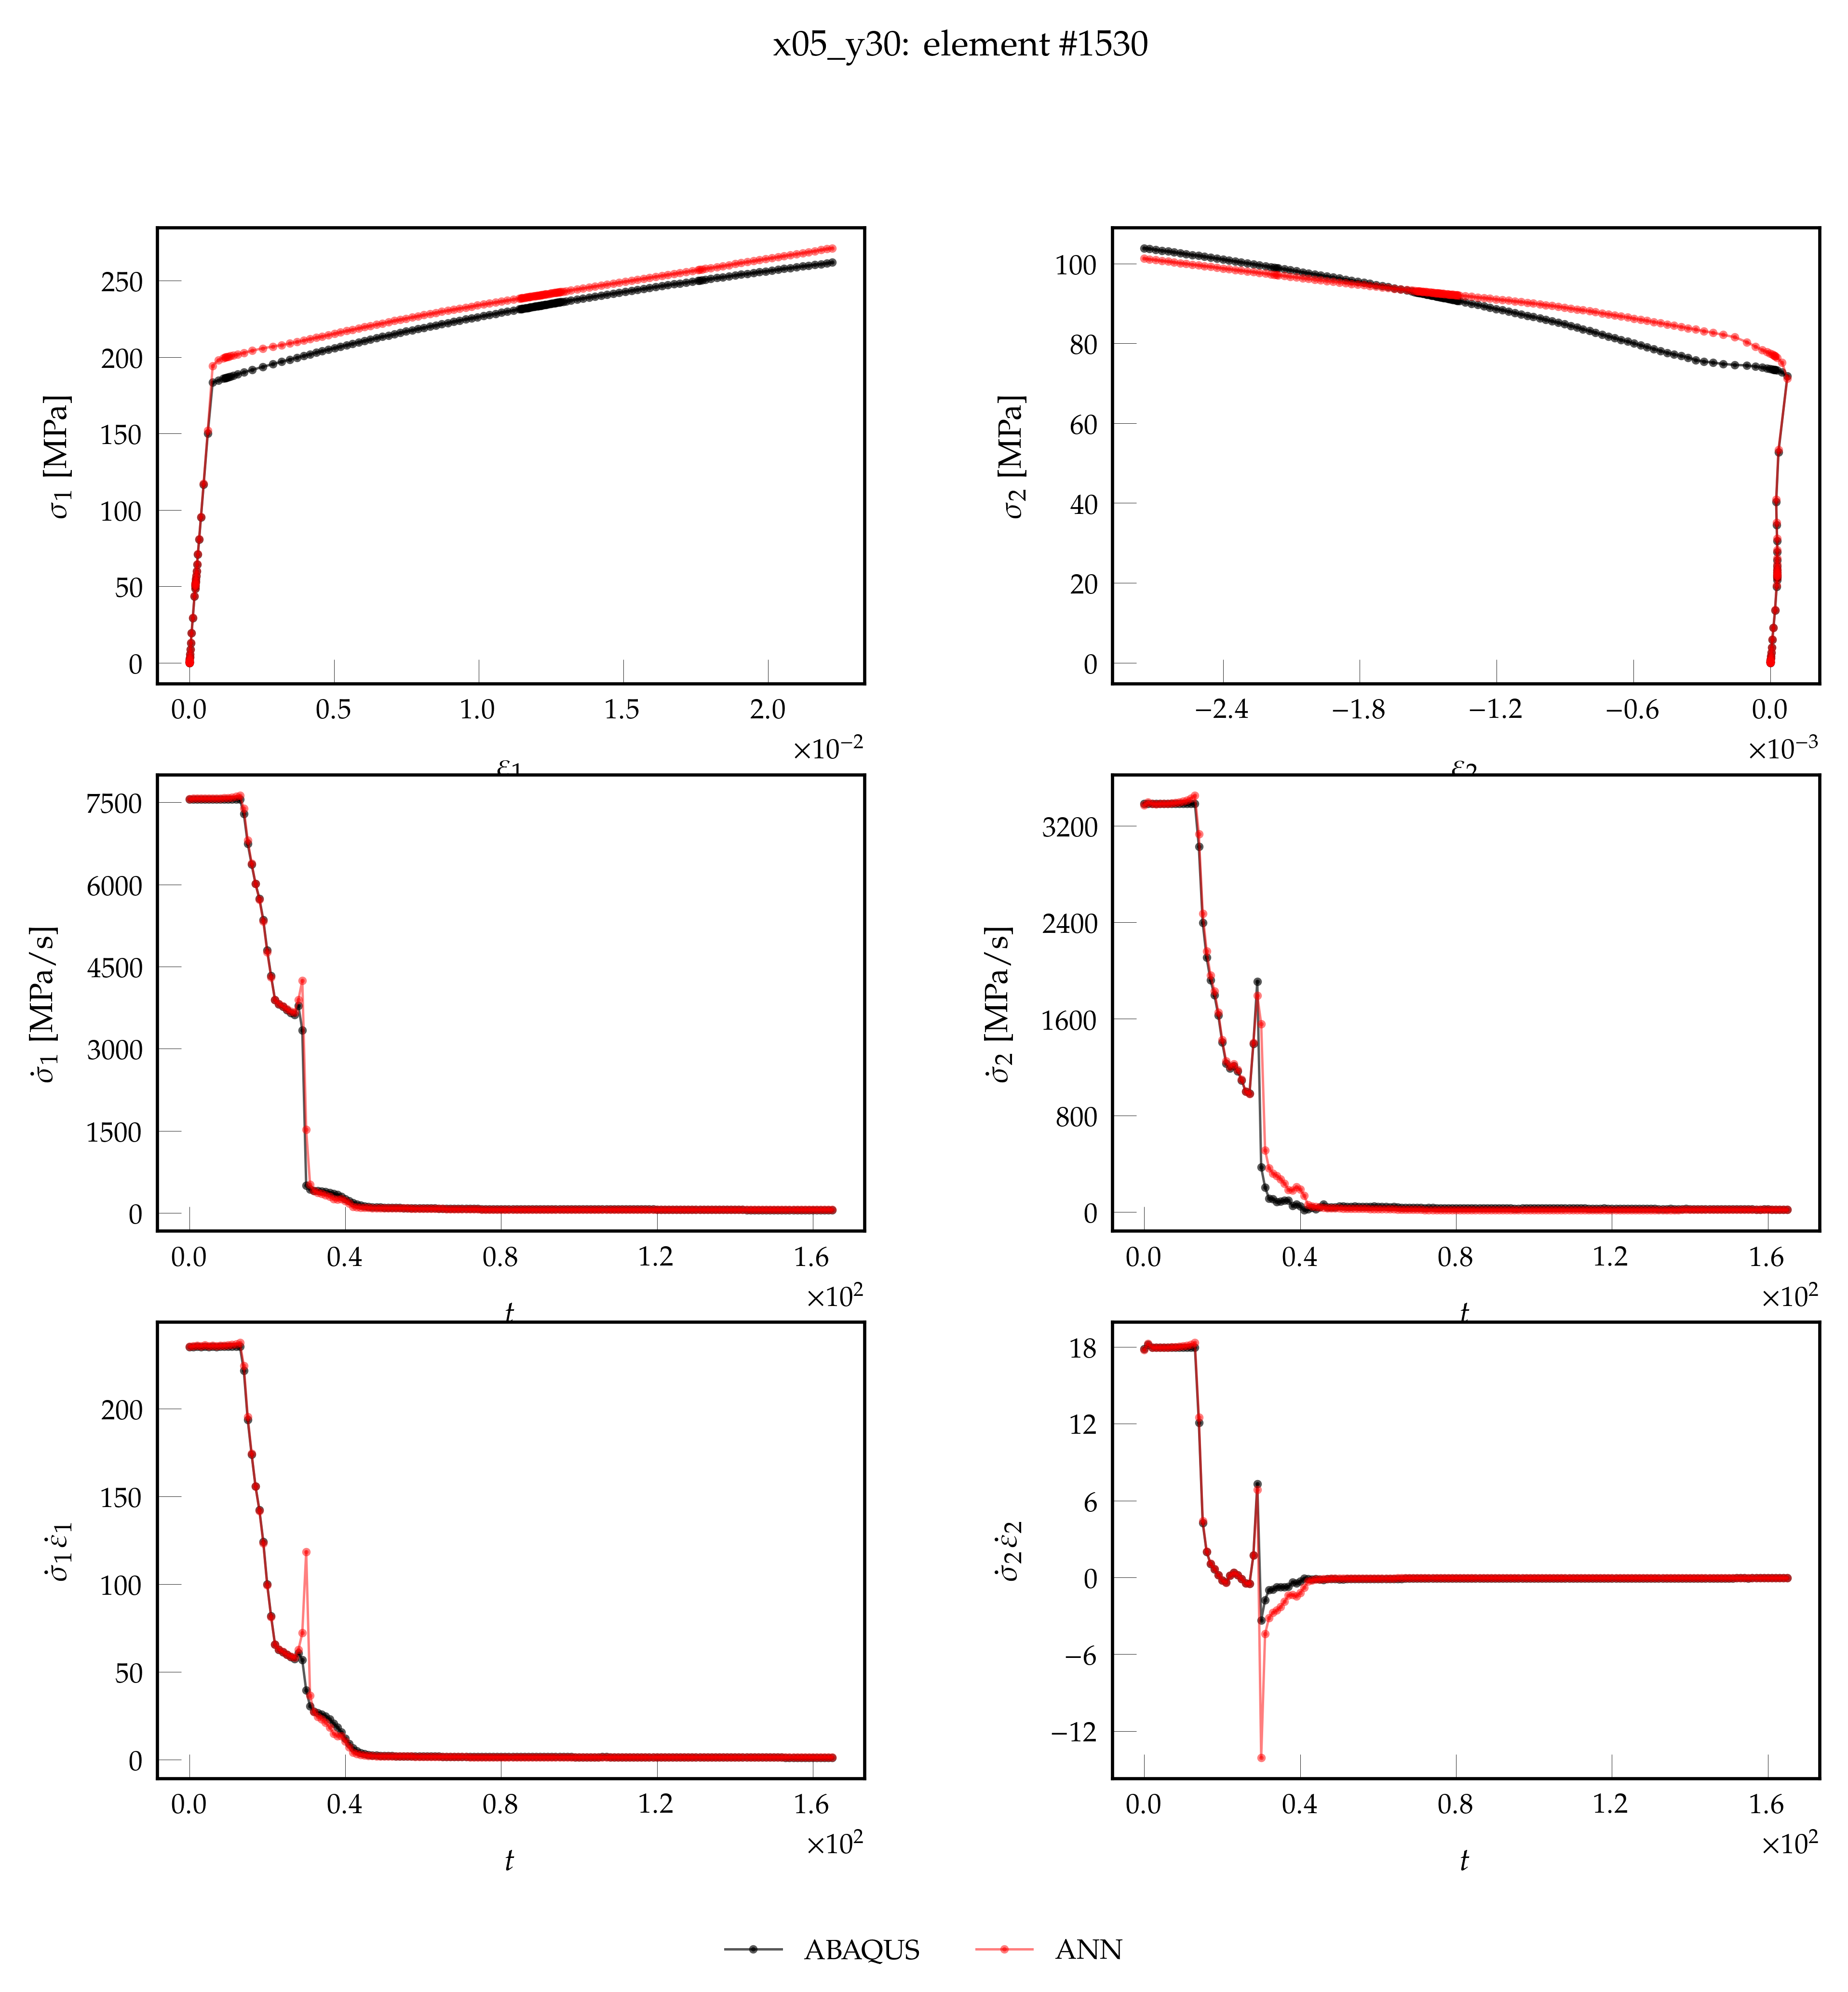 x05_y30: element #1530
σ₁ [MPa]
250
200
150
100
50
0
0.0 0.5 1.0 1.5 2.0
×10⁻²
ε₁
σ₂ [MPa]
100
80
60
40
20
0
−2.4 −1.8 −1.2 −0.6 0.0
×10⁻³
ε₂
σ̇₁ [MPa/s]
7500
6000
4500
3000
1500
0
0.0 0.4 0.8 1.2 1.6
×10²
t
σ̇₂ [MPa/s]
3200
2400
1600
800
0
0.0 0.4 0.8 1.2 1.6
×10²
t
σ̇₁ε̇₁
200
150
100
50
0
0.0 0.4 0.8 1.2 1.6
×10²
t
σ̇₂ε̇₂
18
12
6
0
−6
−12
0.0 0.4 0.8 1.2 1.6
×10²
t
ABAQUS ANN